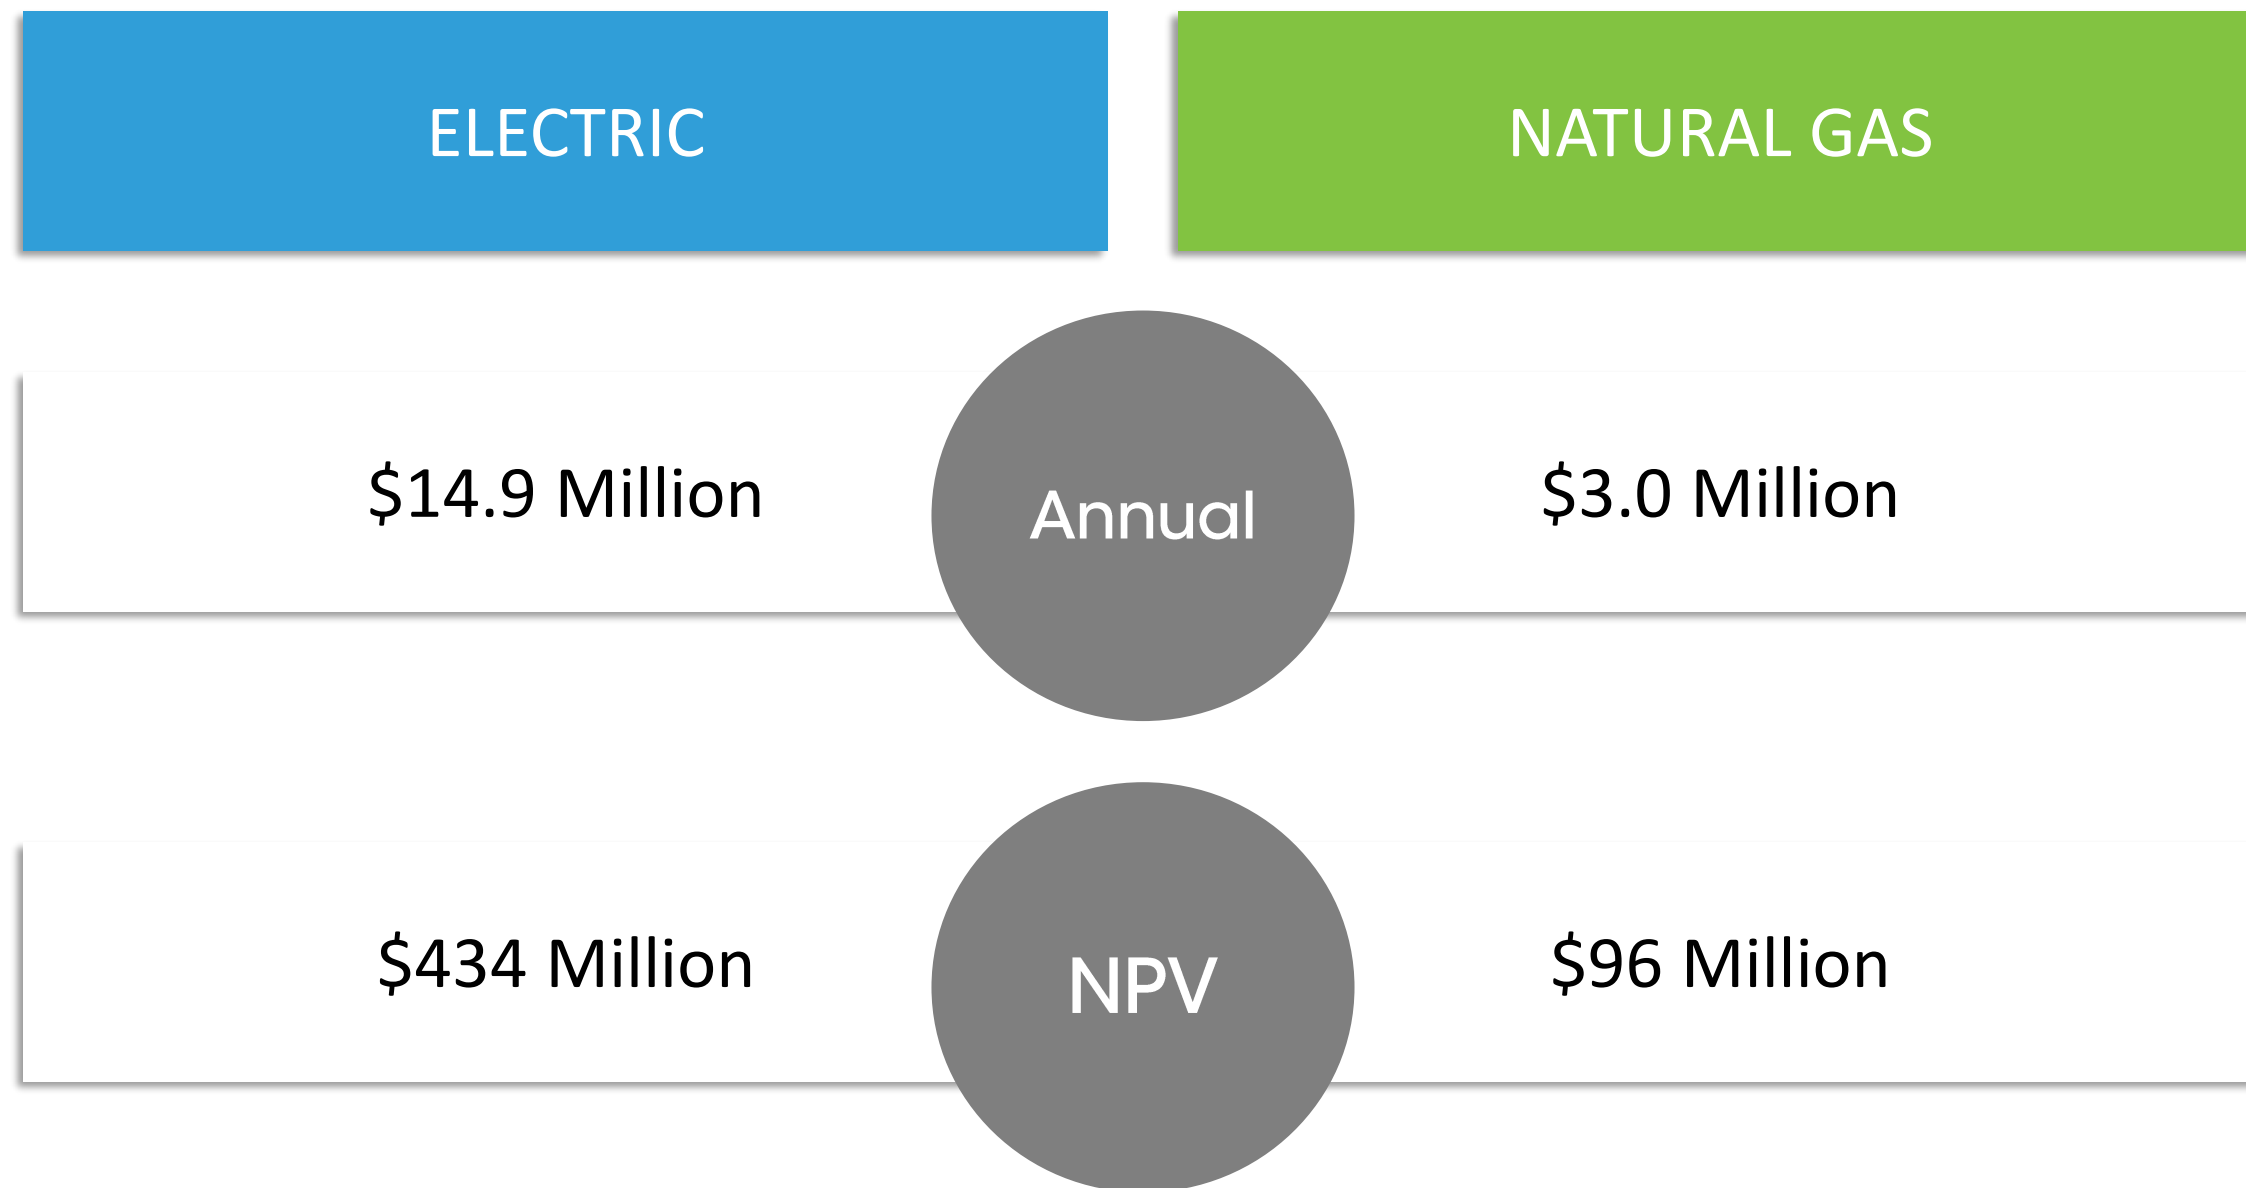 ELECTRIC
NATURAL GAS
$14.9 Million
Annual
$3.0 Million
$434 Million
NPV
$96 Million